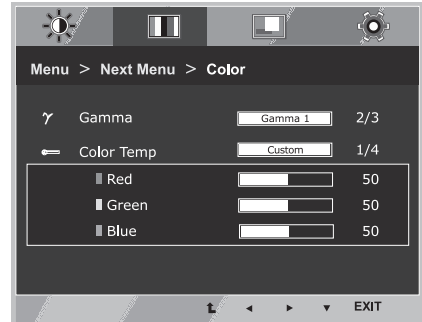 Menu > Next Menu > Color
γ Gamma Gamma 1 2/3
Color Temp Custom 1/4
Red 50
Green 50
Blue 50
EXIT